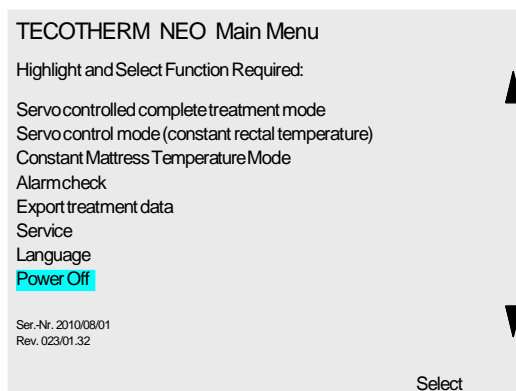 TECOTHERM NEO Main Menu
Highlight and Select Function Required:
Servo controlled complete treatment mode
Servo control mode (constant rectal temperature)
Constant Mattress Temperature Mode
Alarm check
Export treatment data
Service
Language
Power Off
Ser.-Nr. 2010/08/01
Rev. 023/01.32
Select